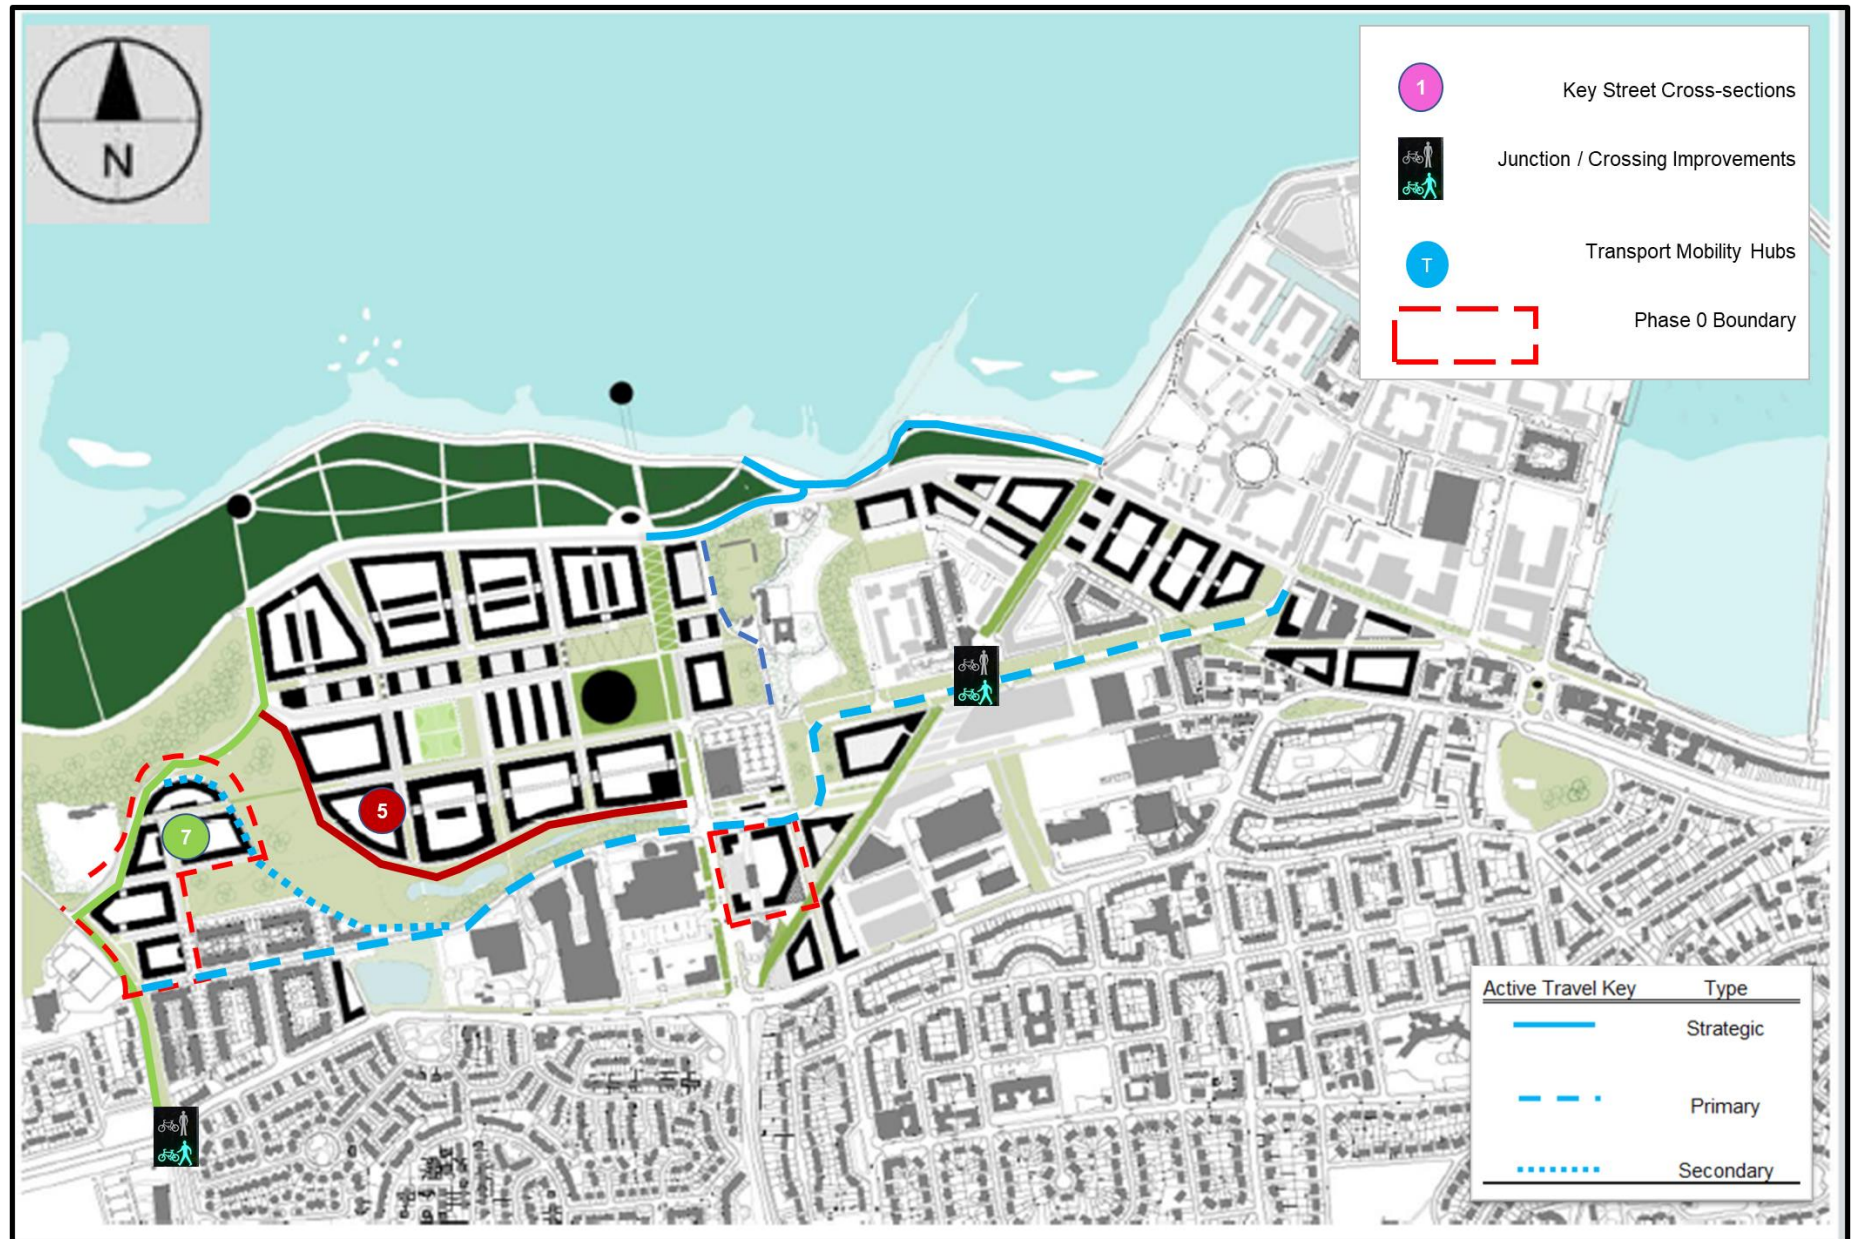 N
1
Key Street Cross-sections
Junction / Crossing Improvements
T
Transport Mobility Hubs
Phase 0 Boundary
5
7
Active Travel Key Type
Strategic
Primary
Secondary